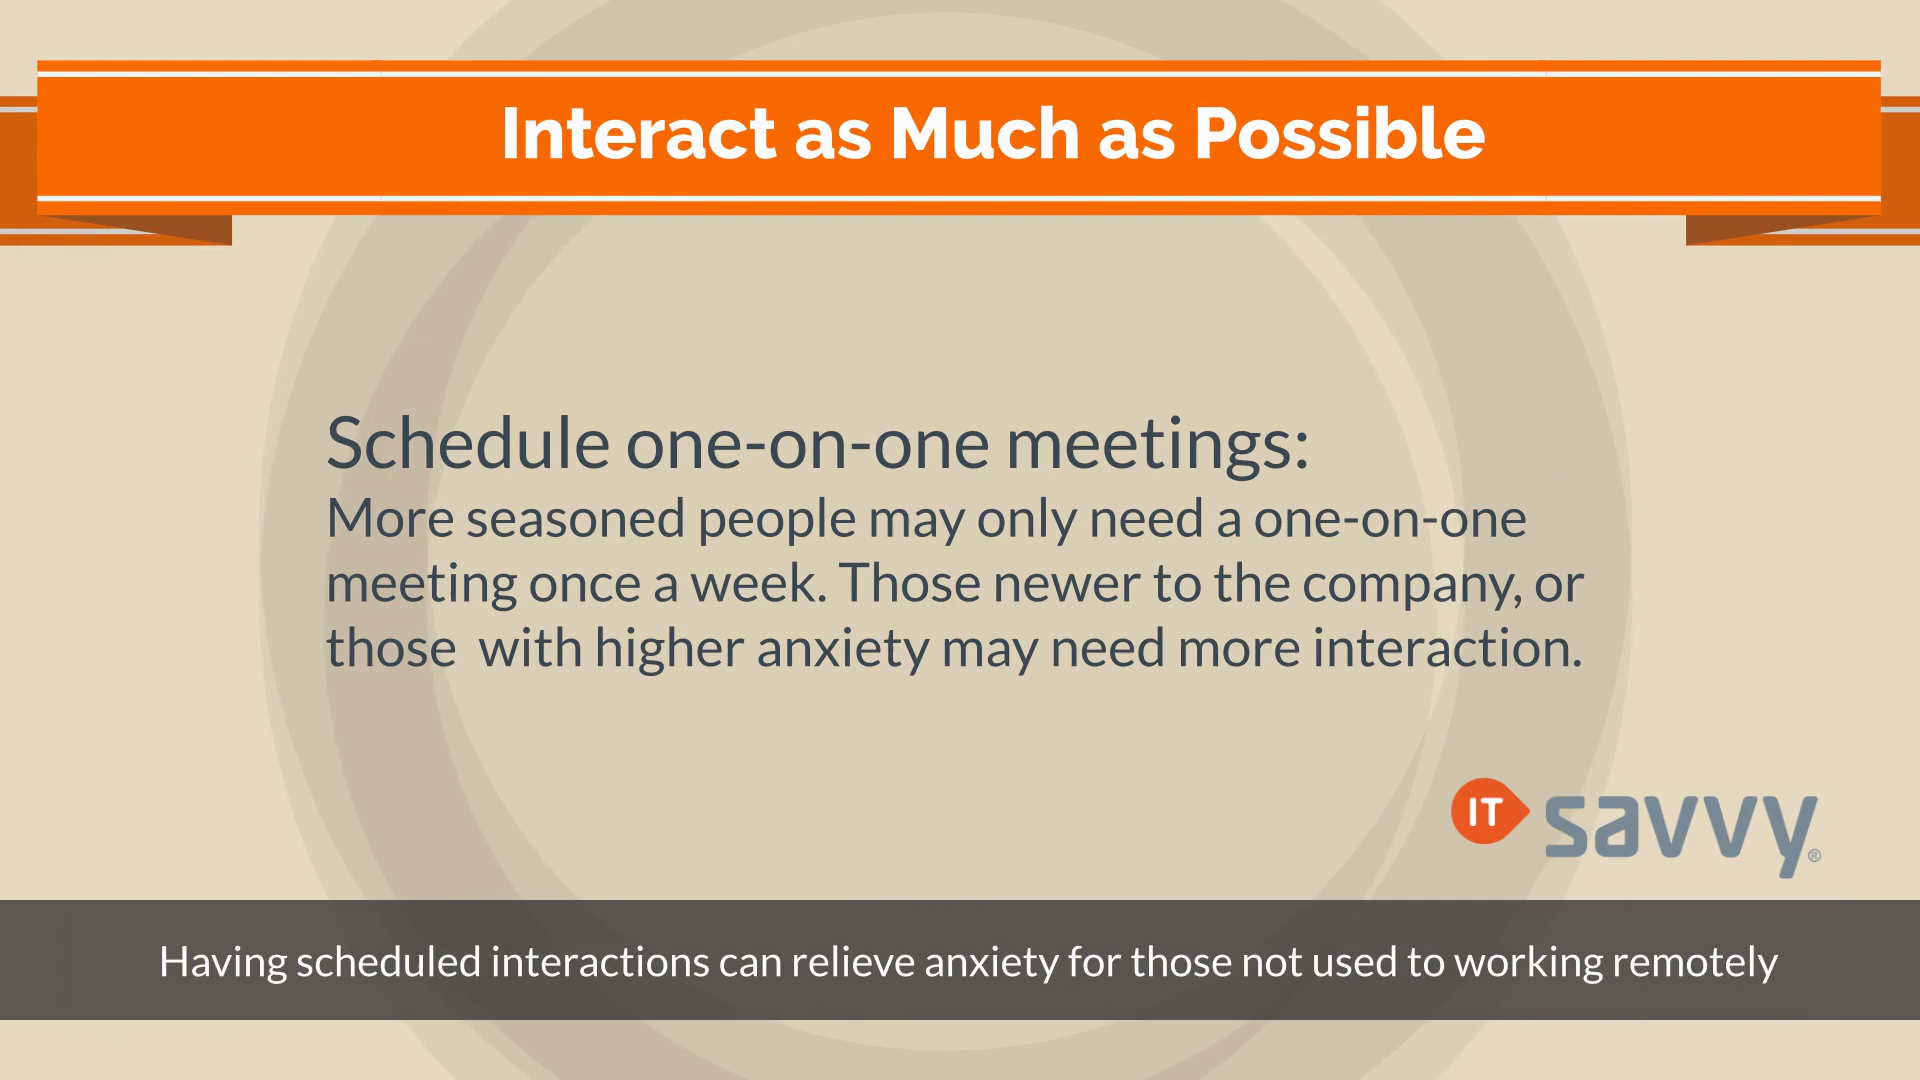 Interact as Much as Possible
Schedule one-on-one meetings:
More seasoned people may only need a one-on-one
meeting once a week. Those newer to the company, or
those  with higher anxiety may need more interaction.
IT savvy®
Having scheduled interactions can relieve anxiety for those not used to working remotely